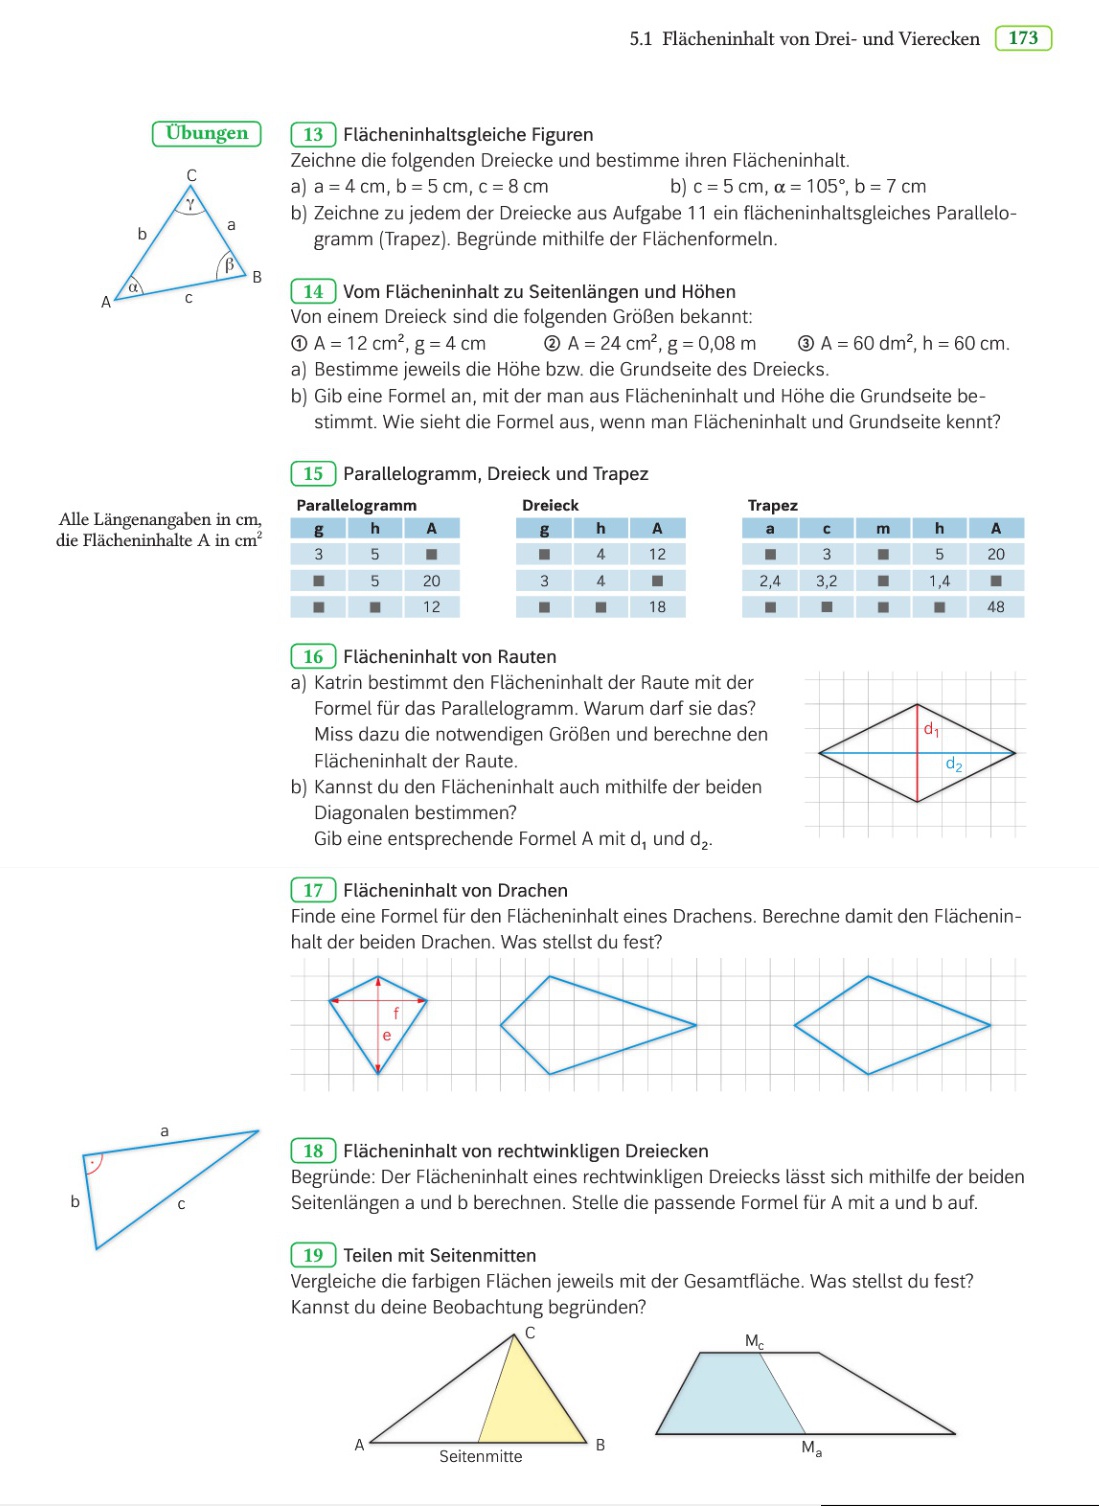 5.1 Flächeninhalt von Drei- und Vierecken 173
Übungen
13 Flächeninhaltsgleiche Figuren
Zeichne die folgenden Dreiecke und bestimme ihren Flächeninhalt.
a) a = 4 cm, b = 5 cm, c = 8 cm b) c = 5 cm, α = 105°, b = 7 cm
b) Zeichne zu jedem der Dreiecke aus Aufgabe 11 ein flächeninhaltsgleiches Parallelo-
gramm (Trapez). Begründe mithilfe der Flächenformeln.
C
γ
b a
β
B
α
A c
14 Vom Flächeninhalt zu Seitenlängen und Höhen
Von einem Dreieck sind die folgenden Größen bekannt:
① A = 12 cm², g = 4 cm ② A = 24 cm², g = 0,08 m ③ A = 60 dm², h = 60 cm.
a) Bestimme jeweils die Höhe bzw. die Grundseite des Dreiecks.
b) Gib eine Formel an, mit der man aus Flächeninhalt und Höhe die Grundseite be-
stimmt. Wie sieht die Formel aus, wenn man Flächeninhalt und Grundseite kennt?
15 Parallelogramm, Dreieck und Trapez
Alle Längenangaben in cm,
die Flächeninhalte A in cm²
Parallelogramm
g h A
3 5 ■
■ 5 20
■ ■ 12
Dreieck
g h A
■ 4 12
3 4 ■
■ ■ 18
Trapez
a c m h A
■ 3 ■ 5 20
2,4 3,2 ■ 1,4 ■
■ ■ ■ ■ 48
16 Flächeninhalt von Rauten
a) Katrin bestimmt den Flächeninhalt der Raute mit der
Formel für das Parallelogramm. Warum darf sie das?
Miss dazu die notwendigen Größen und berechne den
Flächeninhalt der Raute.
b) Kannst du den Flächeninhalt auch mithilfe der beiden
Diagonalen bestimmen?
Gib eine entsprechende Formel A mit d₁ und d₂.
d₁
d₂
17 Flächeninhalt von Drachen
Finde eine Formel für den Flächeninhalt eines Drachens. Berechne damit den Flächenin-
halt der beiden Drachen. Was stellst du fest?
f
e
18 Flächeninhalt von rechtwinkligen Dreiecken
Begründe: Der Flächeninhalt eines rechtwinkligen Dreiecks lässt sich mithilfe der beiden
Seitenlängen a und b berechnen. Stelle die passende Formel für A mit a und b auf.
a
b c
19 Teilen mit Seitenmitten
Vergleiche die farbigen Flächen jeweils mit der Gesamtfläche. Was stellst du fest?
Kannst du deine Beobachtung begründen?
C
A B
Seitenmitte
M_c
M_a